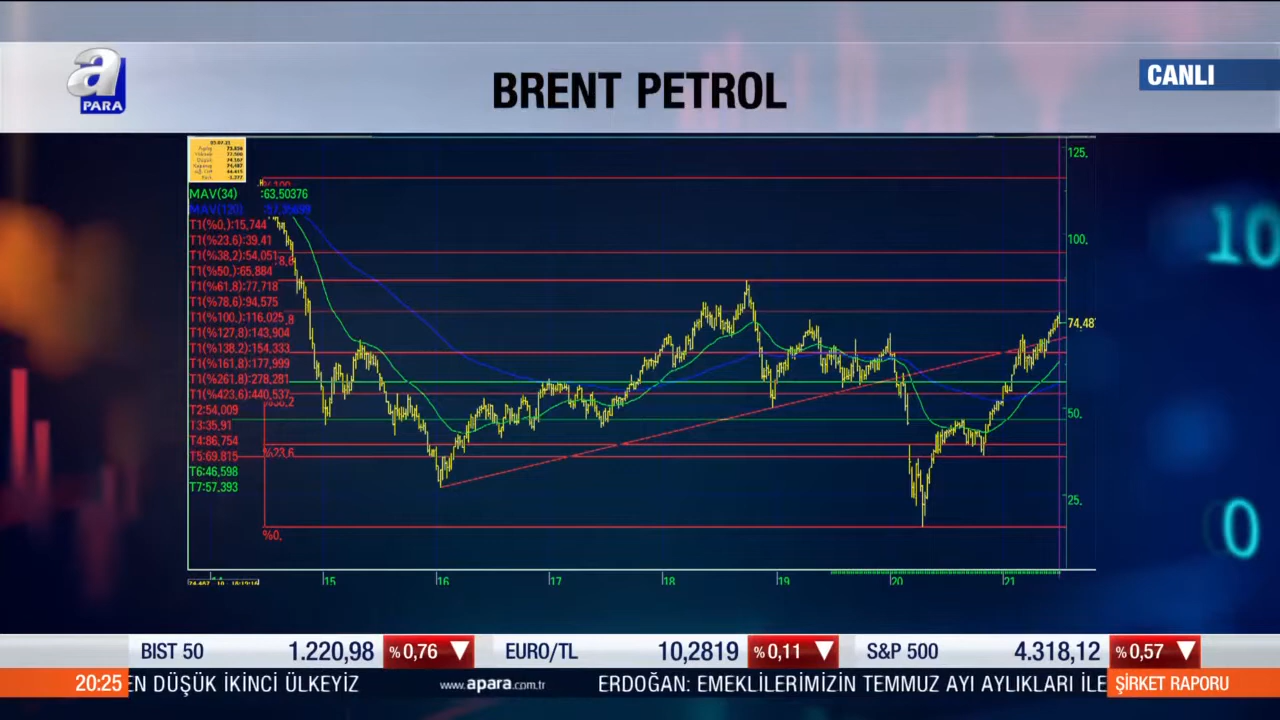 a
PARA
BRENT PETROL
CANLI
MAV(34) :63,50376
MAV(120)
T1(%0,):15,744
T1(%23,6):39,41
T1(%38,2):54,051
T1(%50,):65,884
T1(%61,8):77,718
T1(%78,6):94,575
T1(%100,):116,025
T1(%127,8):143,904
T1(%138,2):154,333
T1(%161,8):177,999
T1(%261,8):278,281
T1(%423,6):440,537
T2:54,009
T3:35,91
T4:86,754
T5:69,815
T6:46,598
T7:57,393
%23,6
%0,
125,
100,
74,48
50,
25,
15 16 17 18 19 20 21
10
0
BIST 50 1.220,98 %0,76 EURO/TL 10,2819 %0,11 S&P 500 4.318,12 %0,57
20:25 EN DÜŞÜK İKİNCİ ÜLKEYİZ www.apara.com.tr ERDOĞAN: EMEKLİLERİMİZİN TEMMUZ AYI AYLIKLARI İLE ŞİRKET RAPORU